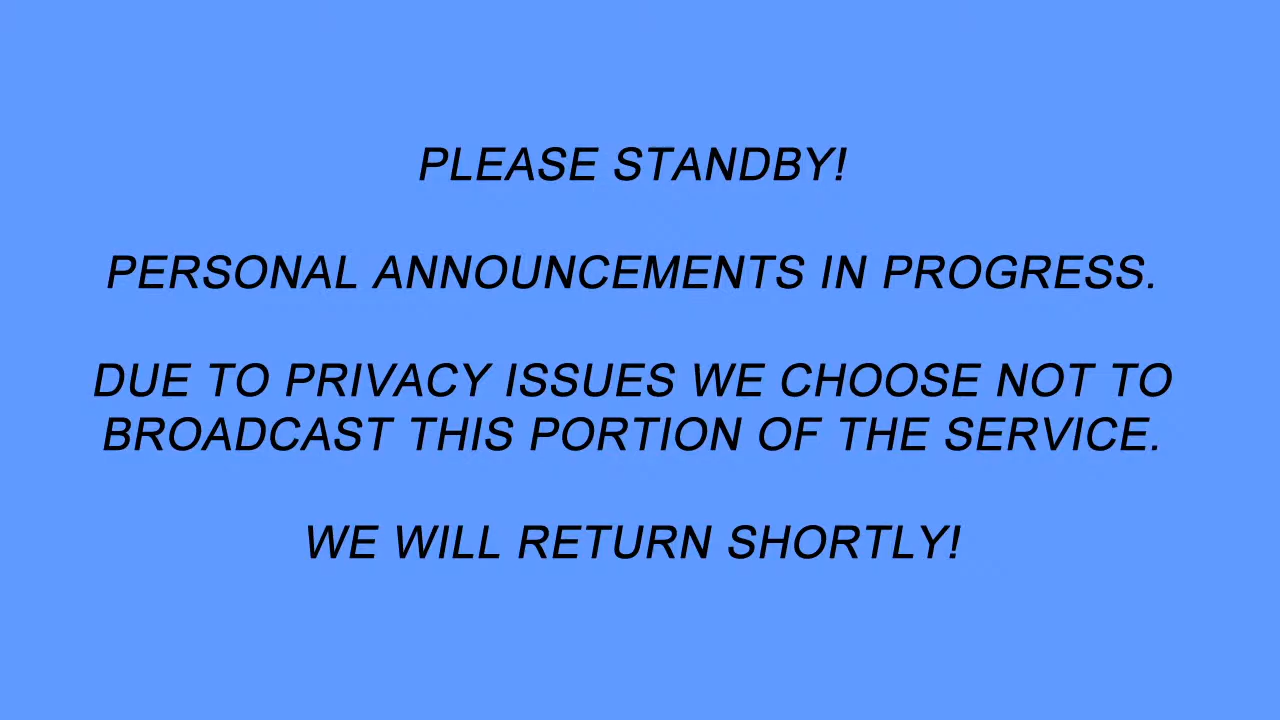 PLEASE STANDBY!
PERSONAL ANNOUNCEMENTS IN PROGRESS.
DUE TO PRIVACY ISSUES WE CHOOSE NOT TO
BROADCAST THIS PORTION OF THE SERVICE.
WE WILL RETURN SHORTLY!